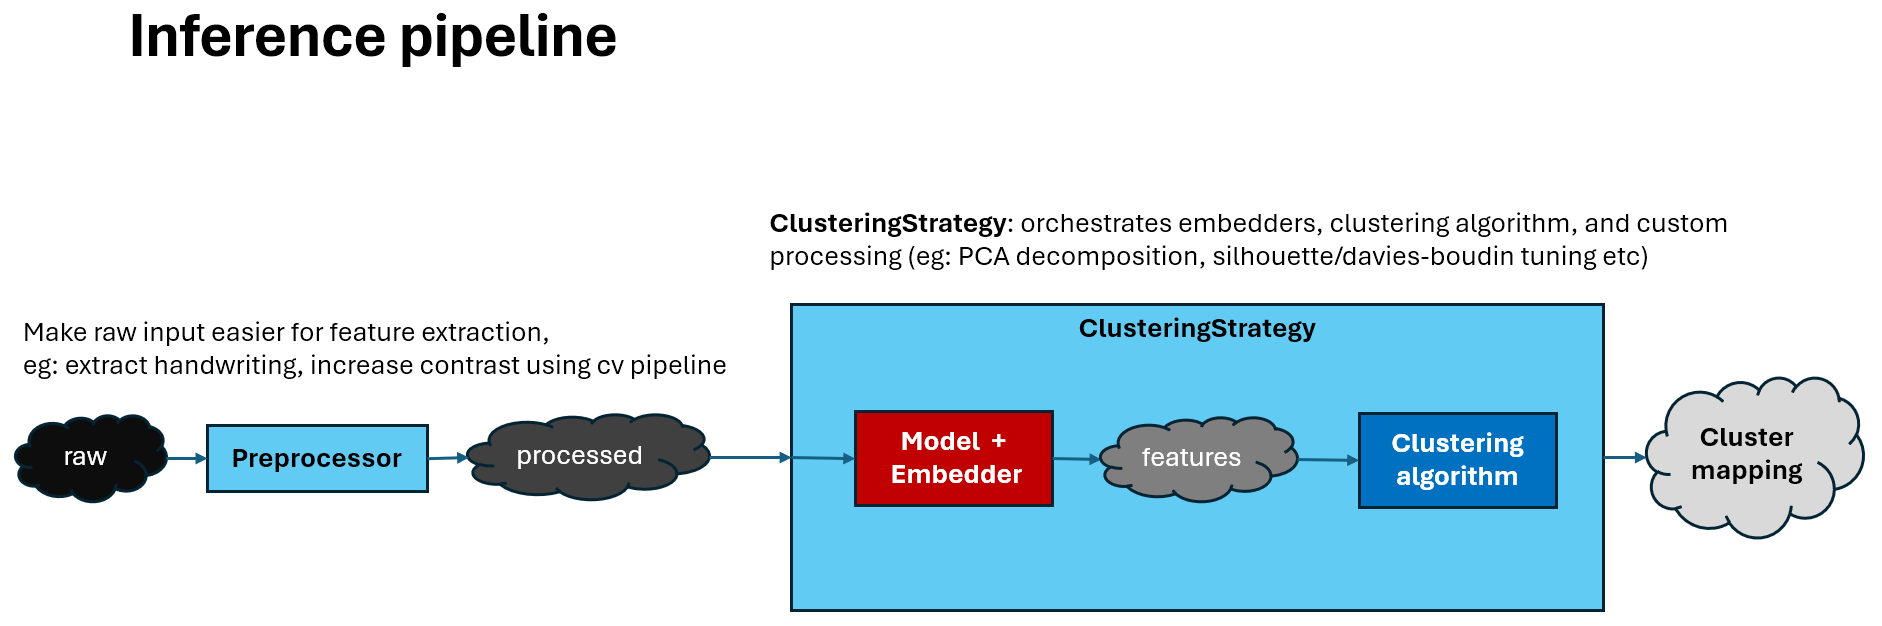 Inference pipeline
ClusteringStrategy: orchestrates embedders, clustering algorithm, and custom
processing (eg: PCA decomposition, silhouette/davies-boudin tuning etc)
Make raw input easier for feature extraction,
eg: extract handwriting, increase contrast using cv pipeline
ClusteringStrategy
raw
Preprocessor
processed
Model +
Embedder
features
Clustering
algorithm
Cluster
mapping